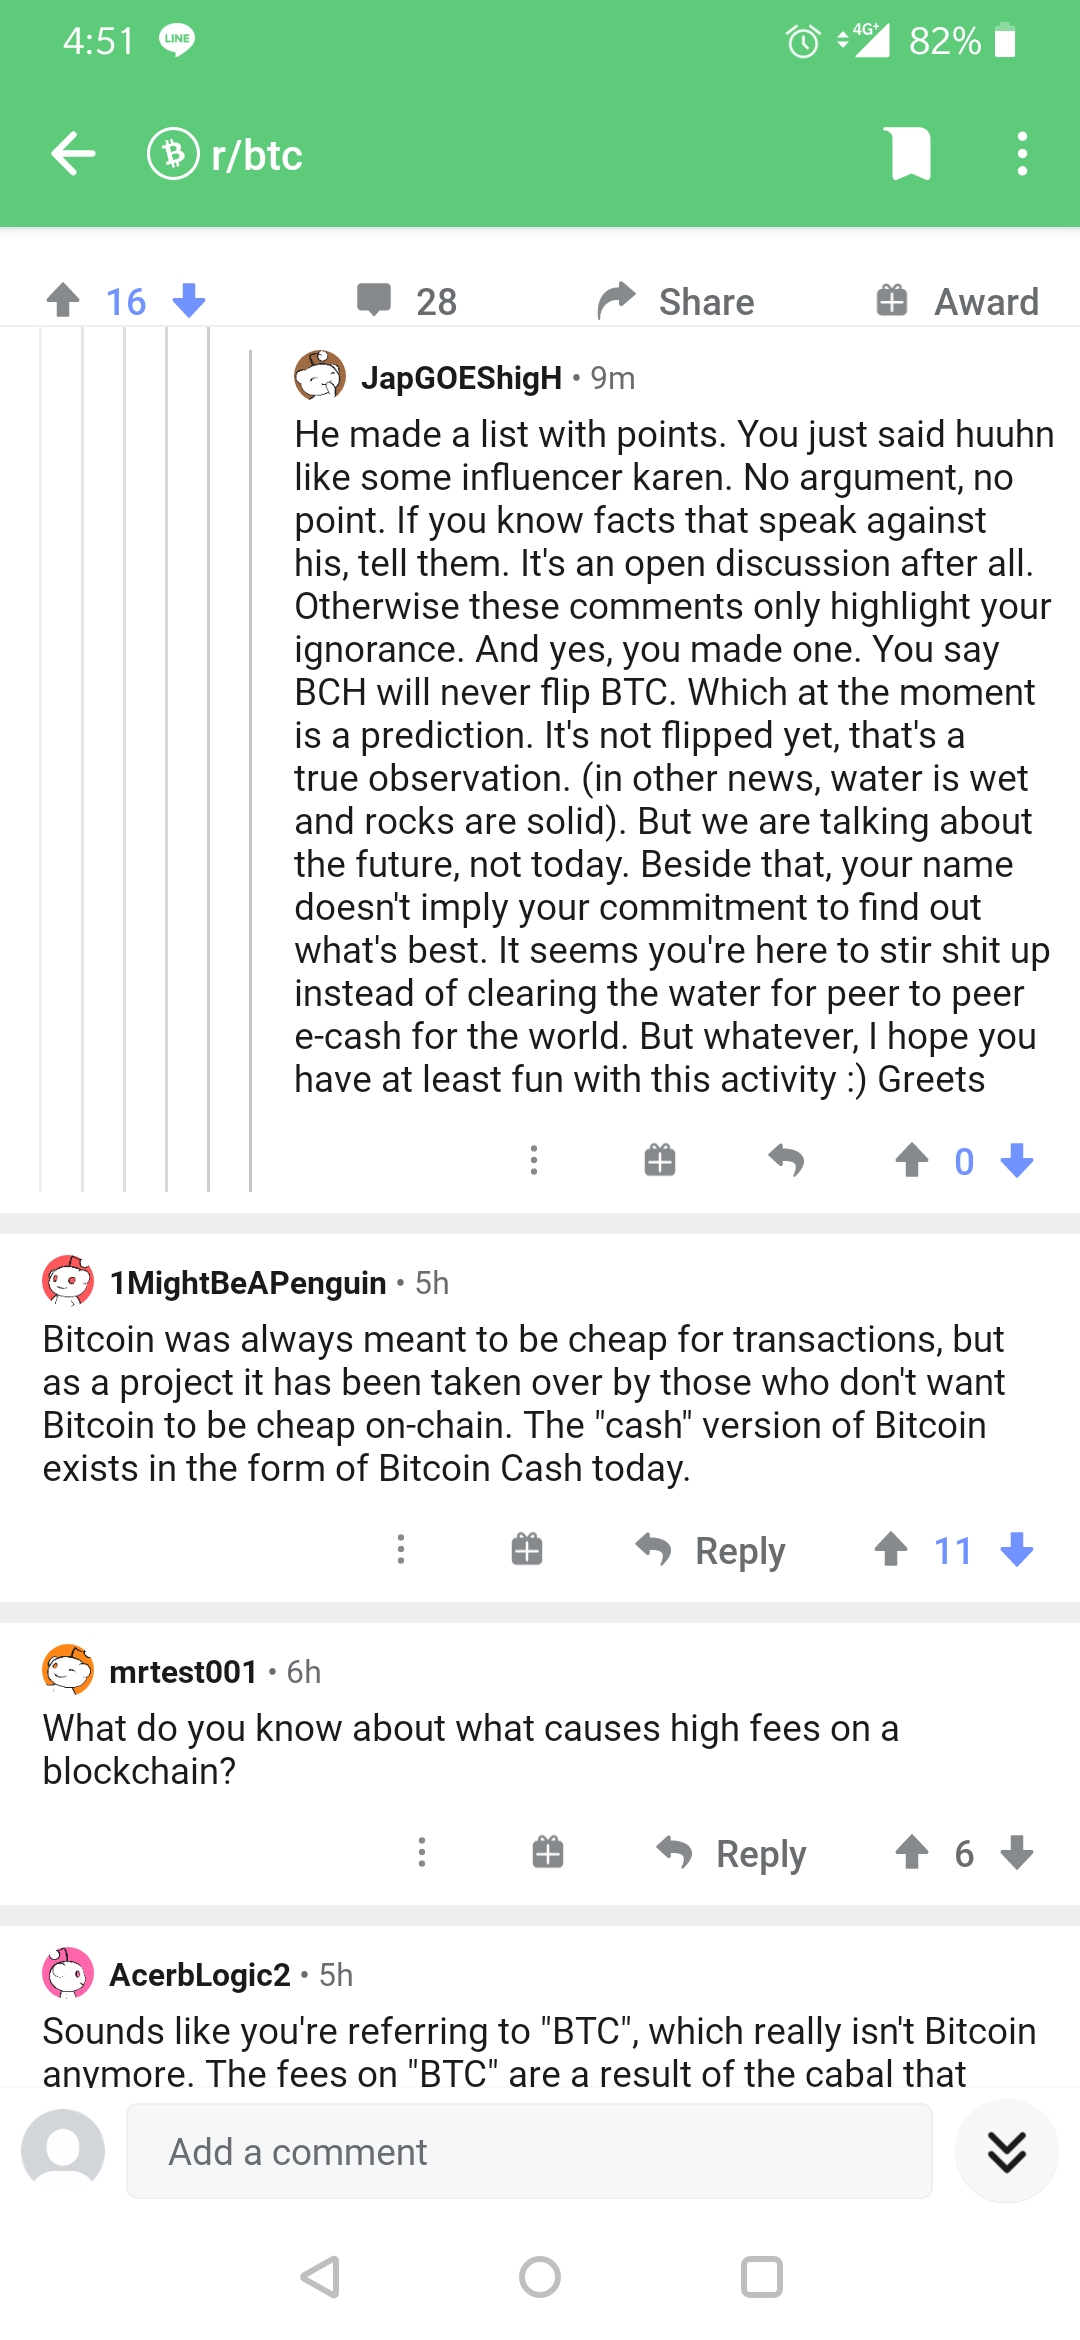 4:51 LINE 4G+ 82%
r/btc
16 28 Share Award
JapGOEShigH • 9m
He made a list with points. You just said huuhn
like some influencer karen. No argument, no
point. If you know facts that speak against
his, tell them. It's an open discussion after all.
Otherwise these comments only highlight your
ignorance. And yes, you made one. You say
BCH will never flip BTC. Which at the moment
is a prediction. It's not flipped yet, that's a
true observation. (in other news, water is wet
and rocks are solid). But we are talking about
the future, not today. Beside that, your name
doesn't imply your commitment to find out
what's best. It seems you're here to stir shit up
instead of clearing the water for peer to peer
e-cash for the world. But whatever, I hope you
have at least fun with this activity :) Greets
0
1MightBeAPenguin • 5h
Bitcoin was always meant to be cheap for transactions, but
as a project it has been taken over by those who don't want
Bitcoin to be cheap on-chain. The "cash" version of Bitcoin
exists in the form of Bitcoin Cash today.
Reply 11
mrtest001 • 6h
What do you know about what causes high fees on a
blockchain?
Reply 6
AcerbLogic2 • 5h
Sounds like you're referring to "BTC", which really isn't Bitcoin
anymore. The fees on "BTC" are a result of the cabal that
Add a comment